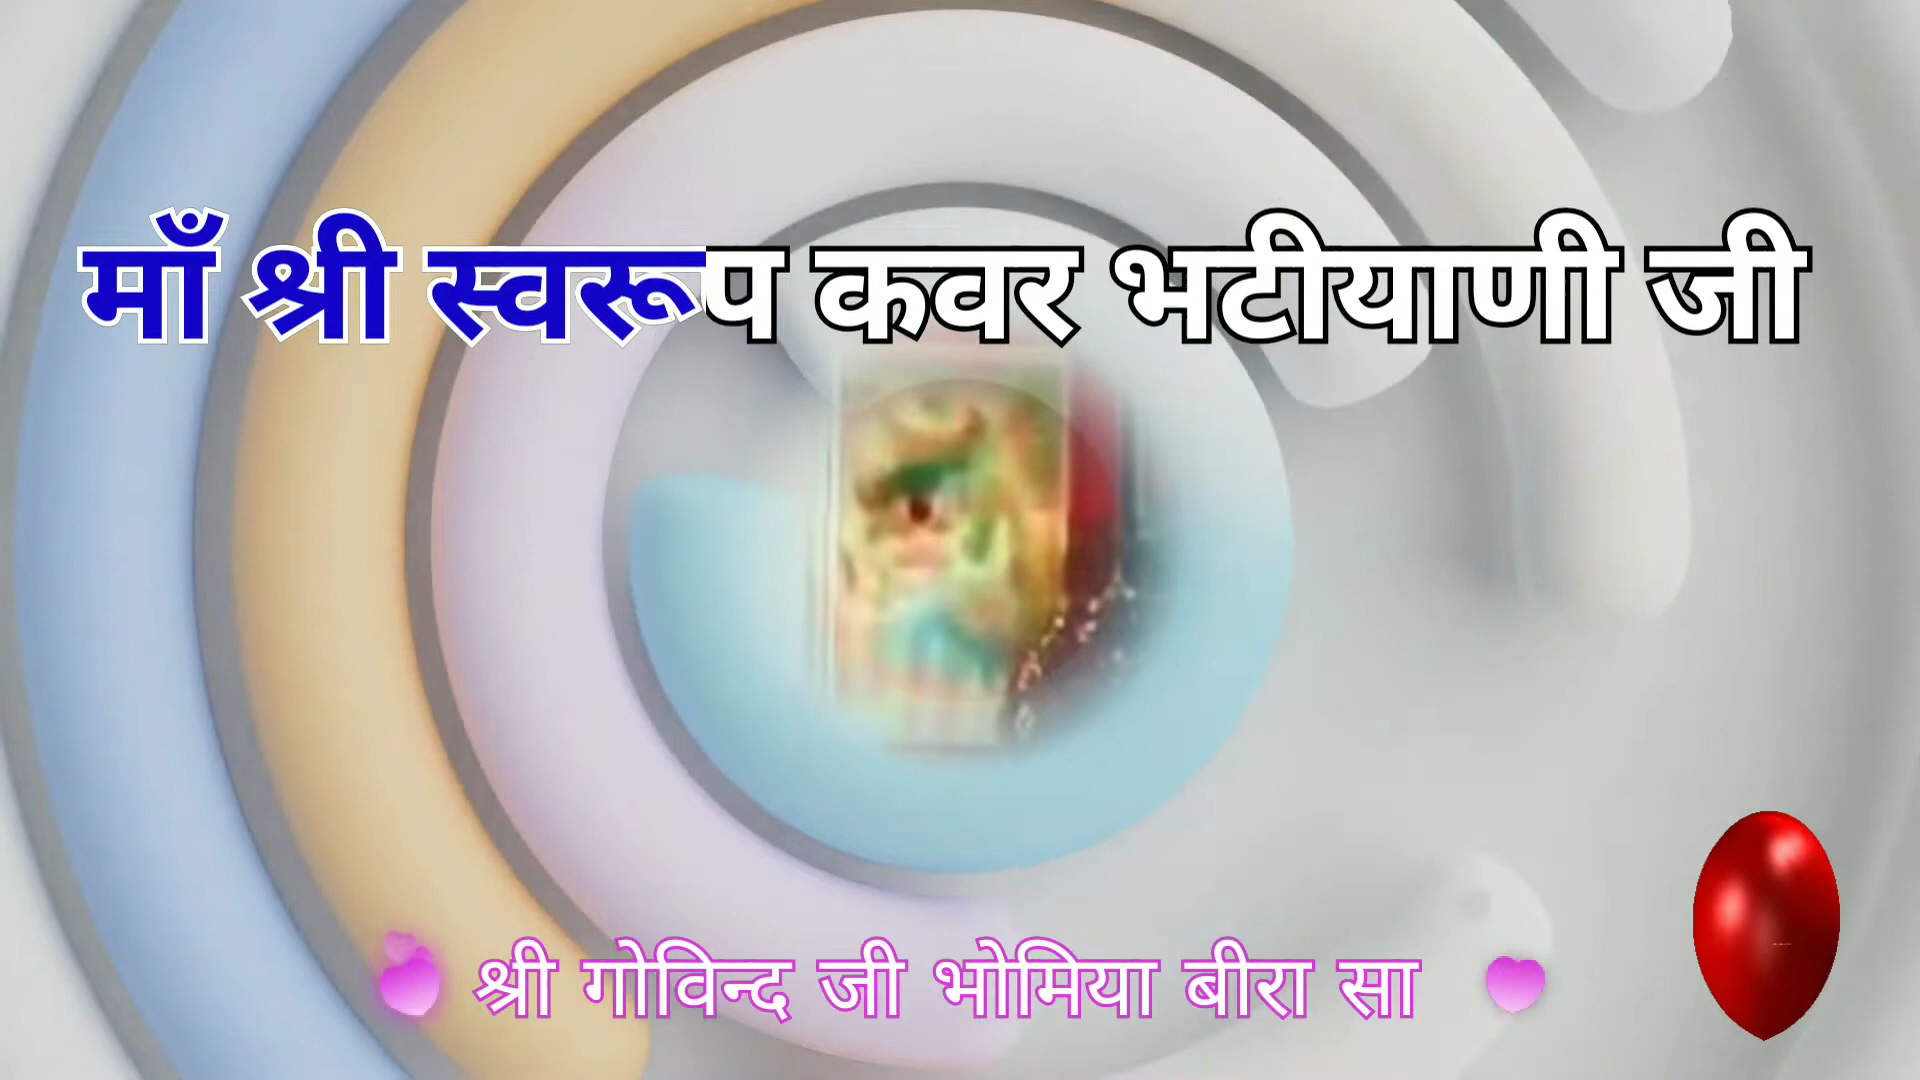 माँ श्री स्वरूप कवर भटीयाणी जी
श्री गोविन्द जी भोमिया बीरा सा